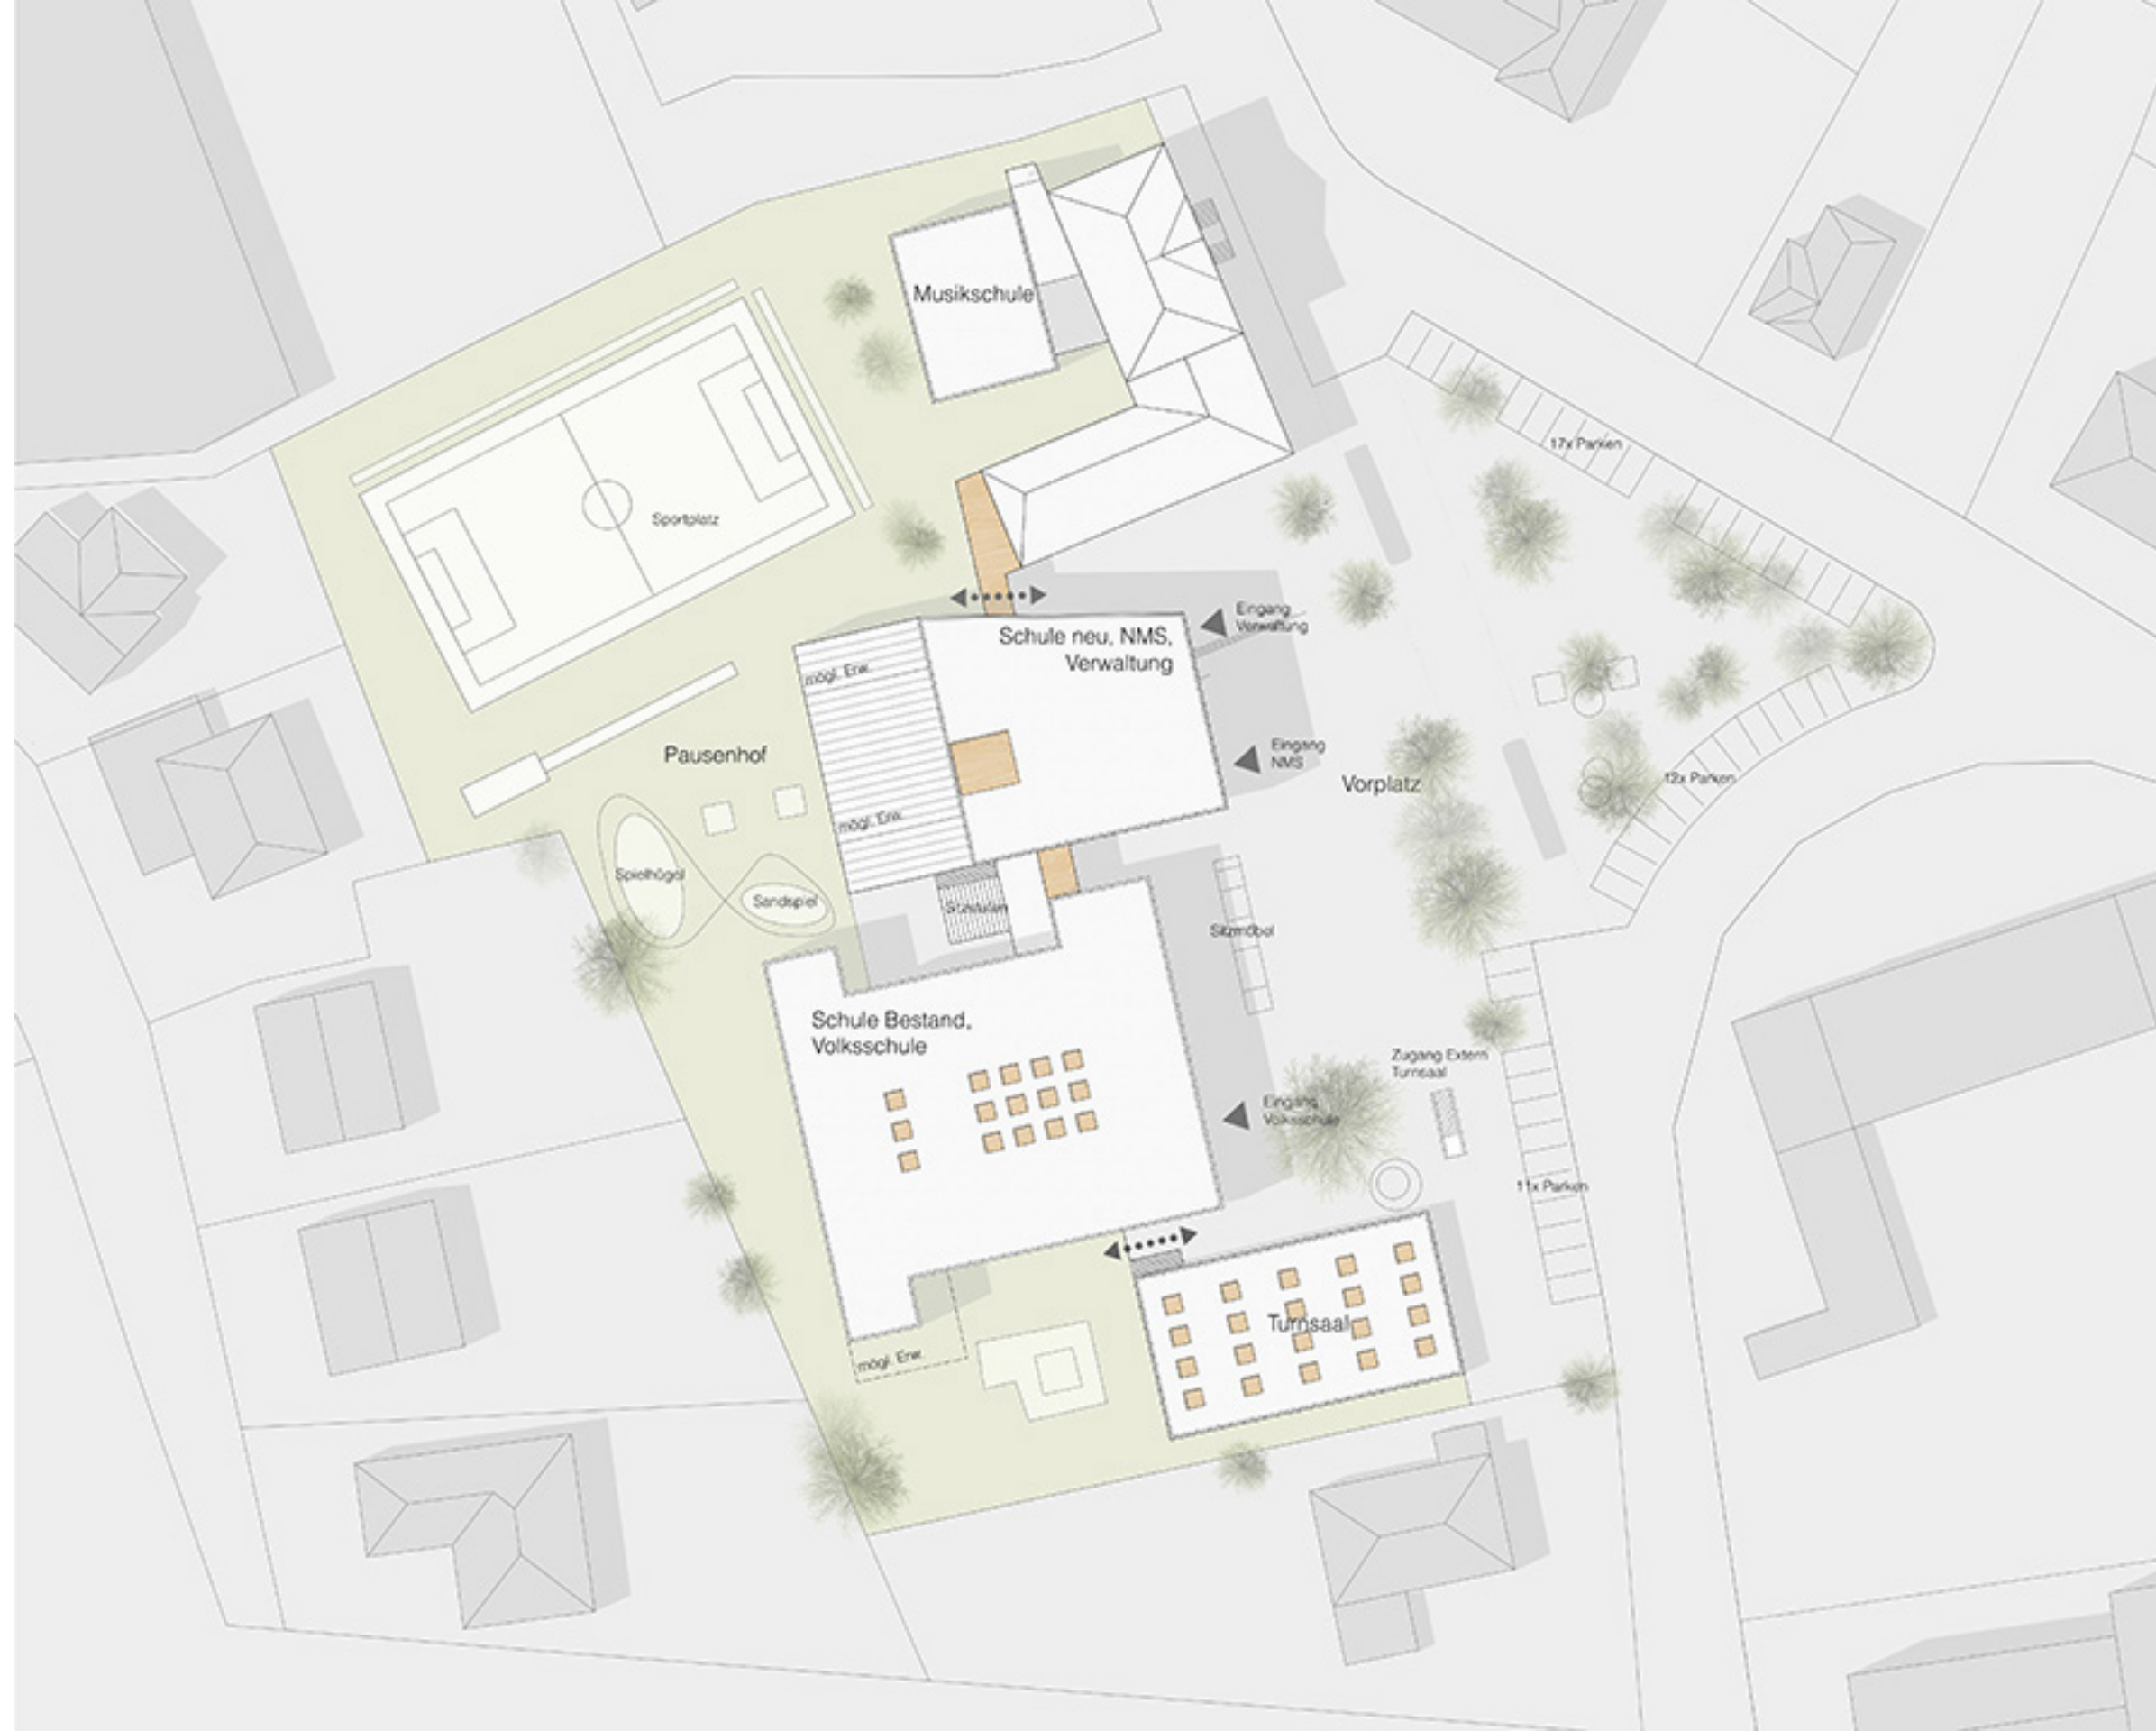 Musikschule
17x Parken
Sportplatz
Eingang
Verwaltung
Schule neu, NMS,
Verwaltung
mögl. Erw.
Pausenhof
Eingang
NMS
Vorplatz
12x Parken
mögl. Erw.
Spielhügel
Sandspiel
Sitzstufen
Sitzmöbel
Schule Bestand,
Volksschule
Zugang Extern
Turnsaal
Eingang
Volksschule
11x Parken
Turnsaal
mögl. Erw.